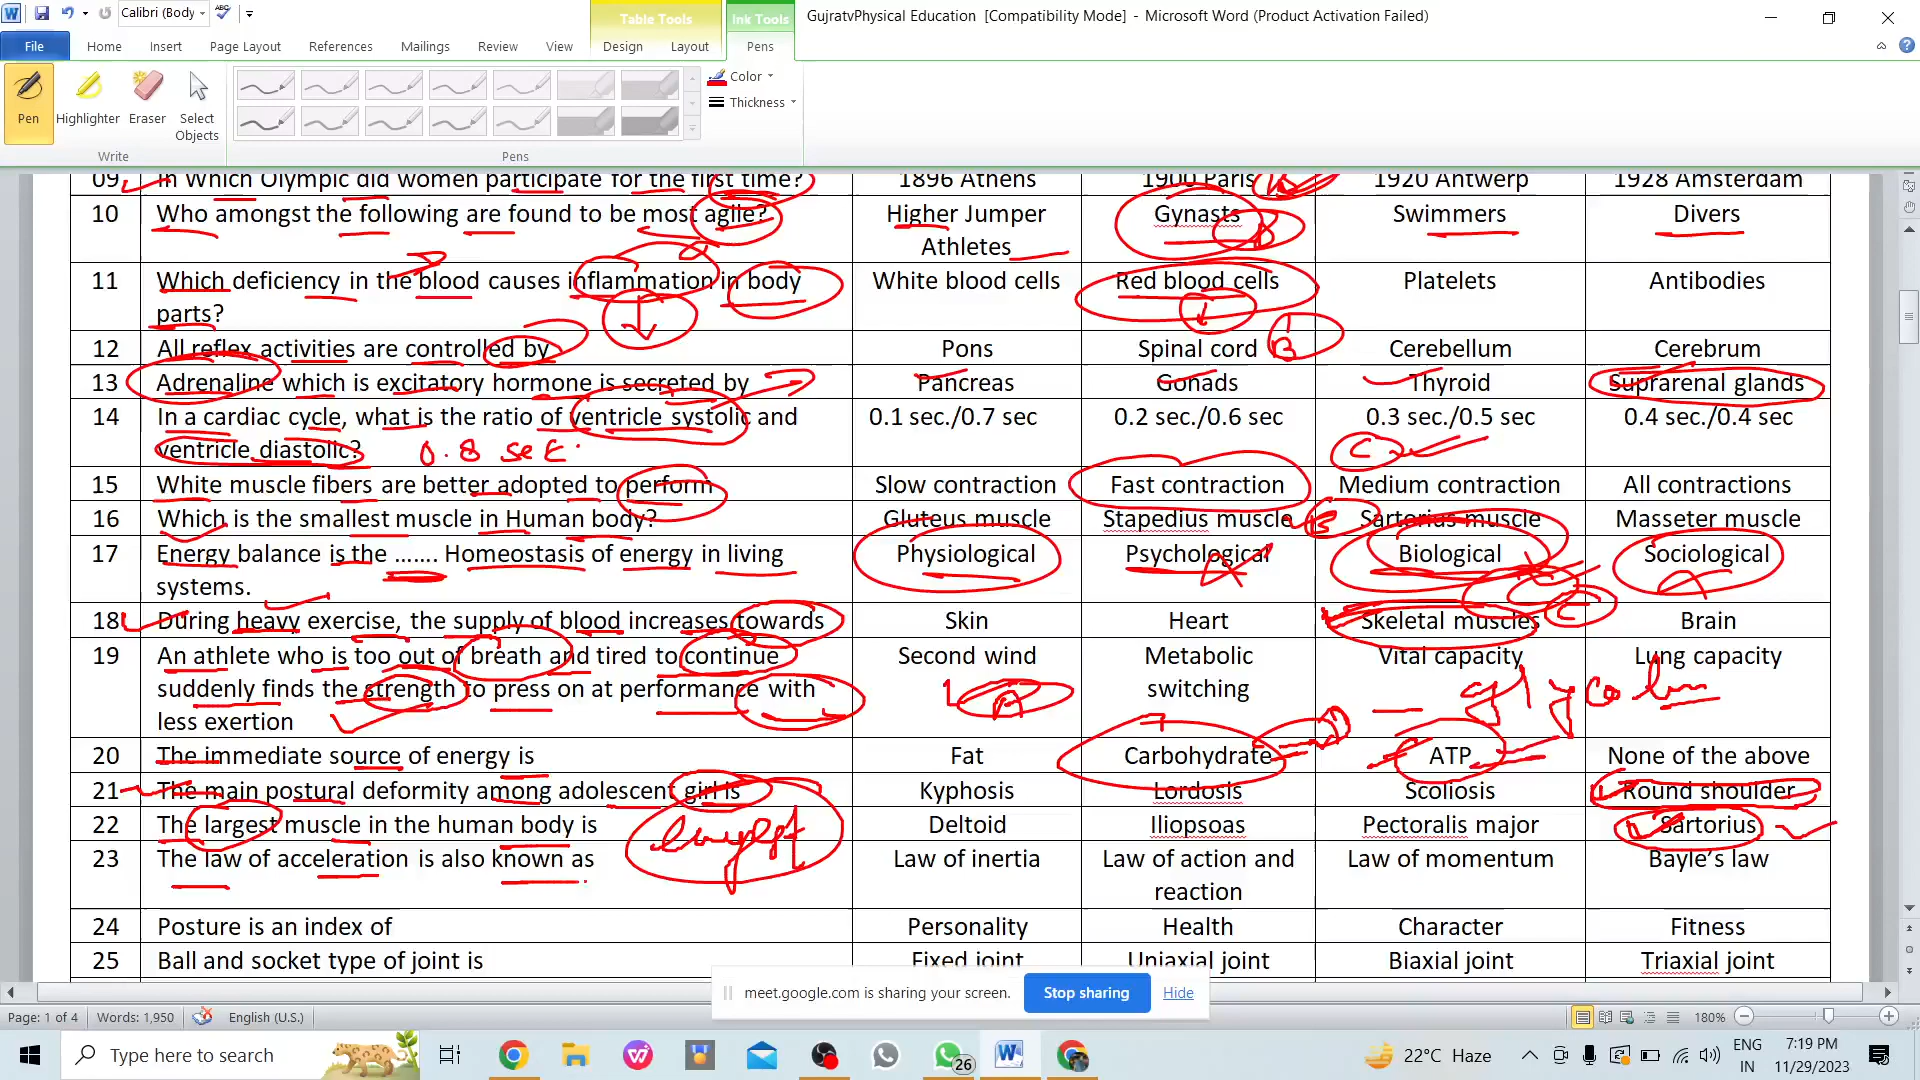 Calibri (Body
Table Tools
Ink Tools
GujratvPhysical Education [Compatibility Mode] - Microsoft Word (Product Activation Failed)
File Home Insert Page Layout References Mailings Review View Design Layout Pens
Pen Highlighter Eraser Select Objects
Color
Thickness
Write
Pens
09 In Which Olympic did women participate for the first time? 1896 Athens 1900 Paris 1920 Antwerp 1928 Amsterdam
10 Who amongst the following are found to be most agile? Higher Jumper Gynasts Swimmers Divers
Athletes B
11 Which deficiency in the blood causes inflammation in body White blood cells Red blood cells Platelets Antibodies
parts?
12 All reflex activities are controlled by Pons Spinal cord B Cerebellum Cerebrum
13 Adrenaline which is excitatory hormone is secreted by Pancreas Gonads Thyroid Suprarenal glands
14 In a cardiac cycle, what is the ratio of ventricle systolic and 0.1 sec./0.7 sec 0.2 sec./0.6 sec 0.3 sec./0.5 sec 0.4 sec./0.4 sec
ventricle diastolic? 0.8 sec C
15 White muscle fibers are better adopted to perform Slow contraction Fast contraction Medium contraction All contractions
16 Which is the smallest muscle in Human body? Gluteus muscle Stapedius muscle B Sartorius muscle Masseter muscle
17 Energy balance is the ....... Homeostasis of energy in living Physiological Psychological Biological Sociological
systems.
18 During heavy exercise, the supply of blood increases towards Skin Heart Skeletal muscles C Brain
19 An athlete who is too out of breath and tired to continue Second wind Metabolic Vital capacity Lung capacity
suddenly finds the strength to press on at performance with A switching
less exertion
20 The immediate source of energy is Fat Carbohydrate ATP None of the above
21 The main postural deformity among adolescent girl is Kyphosis Lordosis Scoliosis Round shoulder
22 The largest muscle in the human body is Deltoid Iliopsoas Pectoralis major Sartorius
23 The law of acceleration is also known as Law of inertia Law of action and Law of momentum Bayle's law
reaction
24 Posture is an index of Personality Health Character Fitness
25 Ball and socket type of joint is Fixed joint Uniaxial joint Biaxial joint Triaxial joint
meet.google.com is sharing your screen. Stop sharing Hide
Page: 1 of 4 Words: 1,950 English (U.S.) 180%
Type here to search 26 22°C Haze ENG 7:19 PM
IN 11/29/2023